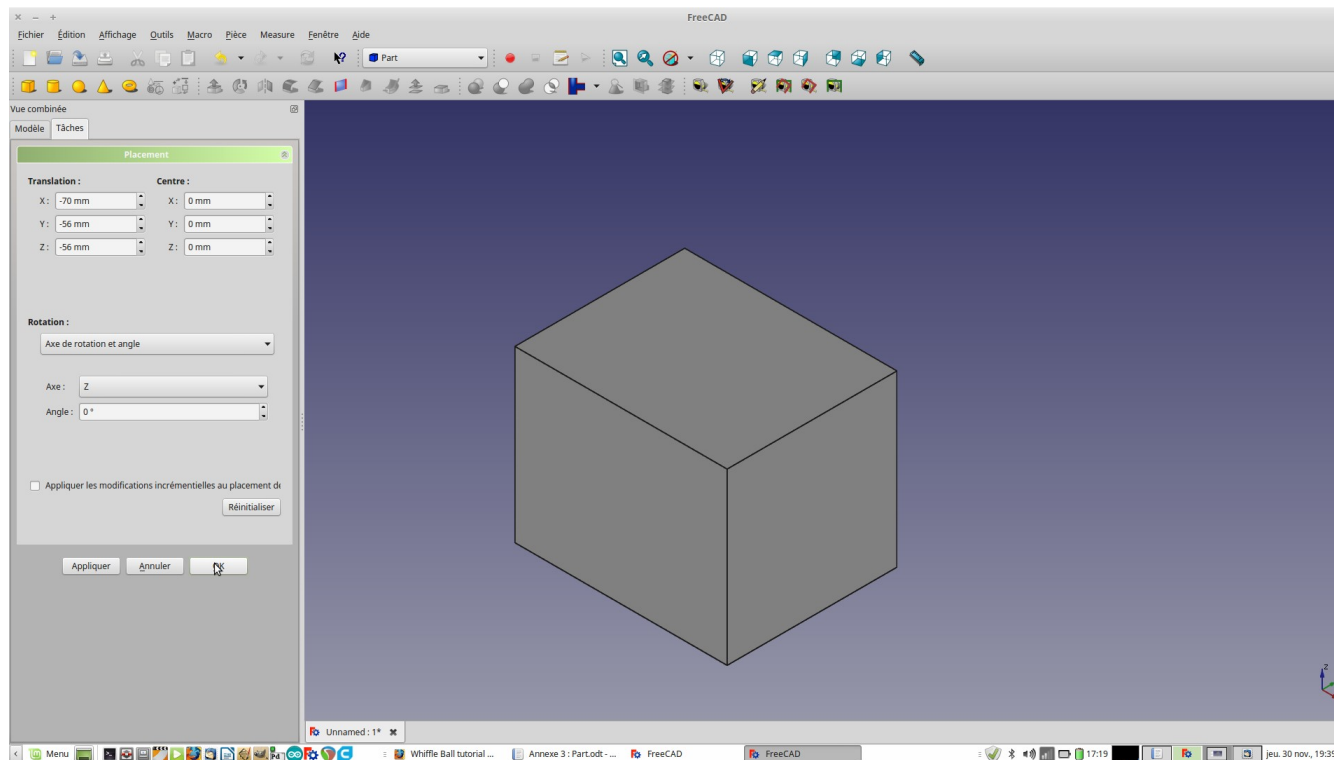 FreeCAD
Fichier Édition Affichage Outils Macro Pièce Measure Fenêtre Aide
Part
Vue combinée
Modèle Tâches
Placement
Translation : Centre :
X : -70 mm X : 0 mm
Y : -56 mm Y : 0 mm
Z : -56 mm Z : 0 mm
Rotation :
Axe de rotation et angle
Axe : Z
Angle : 0 °
Appliquer les modifications incrémentielles au placement de
Réinitialiser
Appliquer Annuler
Z
Unnamed : 1*
Menu Whiffle Ball tutorial ... Annexe 3 : Part.odt - ... FreeCAD FreeCAD 17:19 jeu. 30 nov., 19:39